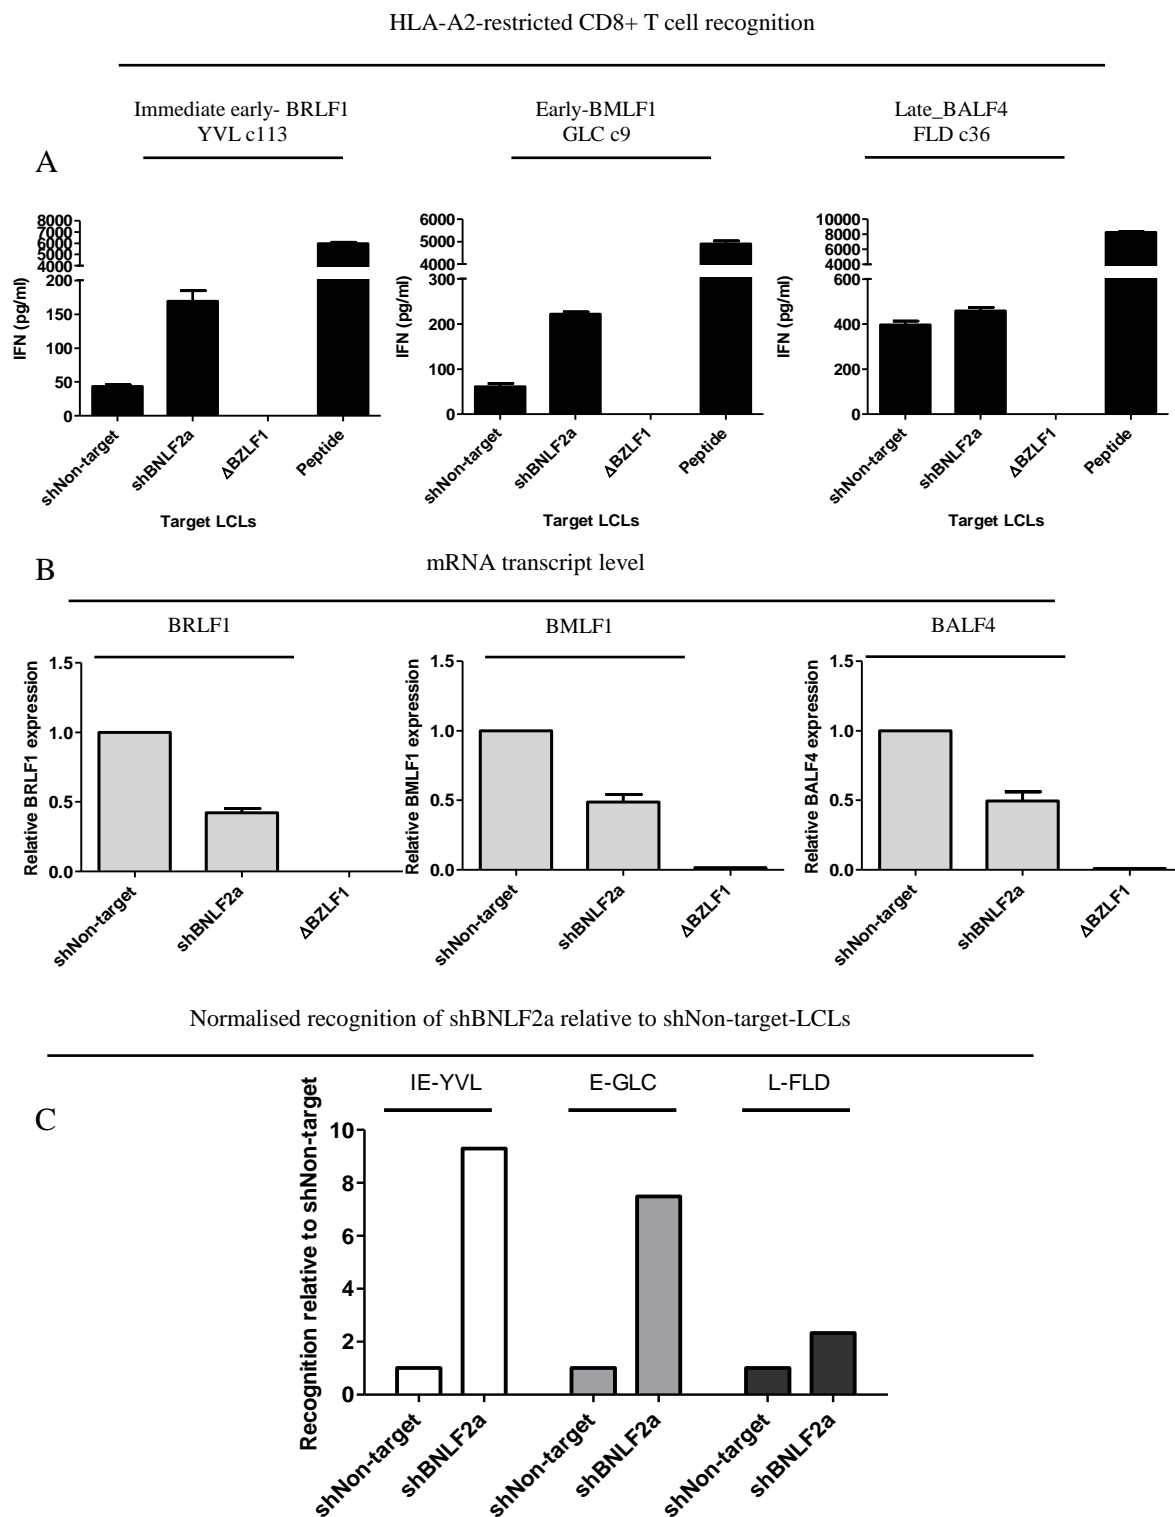 HLA-A2-restricted CD8+ T cell recognition
Immediate early- BRLF1
YVL c113
Early-BMLF1
GLC c9
Late_BALF4
FLD c36
A
IFN (pg/ml)
8000
7000
6000
5000
4000
200
150
100
50
0
shNon-target
shBNLF2a
ΔBZLF1
Peptide
Target LCLs
IFN (pg/ml)
6000
5000
4000
300
200
100
0
shNon-target
shBNLF2a
ΔBZLF1
Peptide
Target LCLs
IFN (pg/ml)
10000
8000
6000
4000
600
400
200
0
shNon-target
shBNLF2a
ΔBZLF1
Peptide
Target LCLs
B
mRNA transcript level
BRLF1
BMLF1
BALF4
Relative BRLF1 expression
1.5
1.0
0.5
0.0
shNon-target
shBNLF2a
ΔBZLF1
Relative BMLF1 expression
1.5
1.0
0.5
0.0
shNon-target
shBNLF2a
ΔBZLF1
Relative BALF4 expression
1.5
1.0
0.5
0.0
shNon-target
shBNLF2a
ΔBZLF1
Normalised recognition of shBNLF2a relative to shNon-target-LCLs
C
IE-YVL
E-GLC
L-FLD
Recognition relative to shNon-target
10
8
6
4
2
0
shNon-target
shBNLF2a
shNon-target
shBNLF2a
shNon-target
shBNLF2a